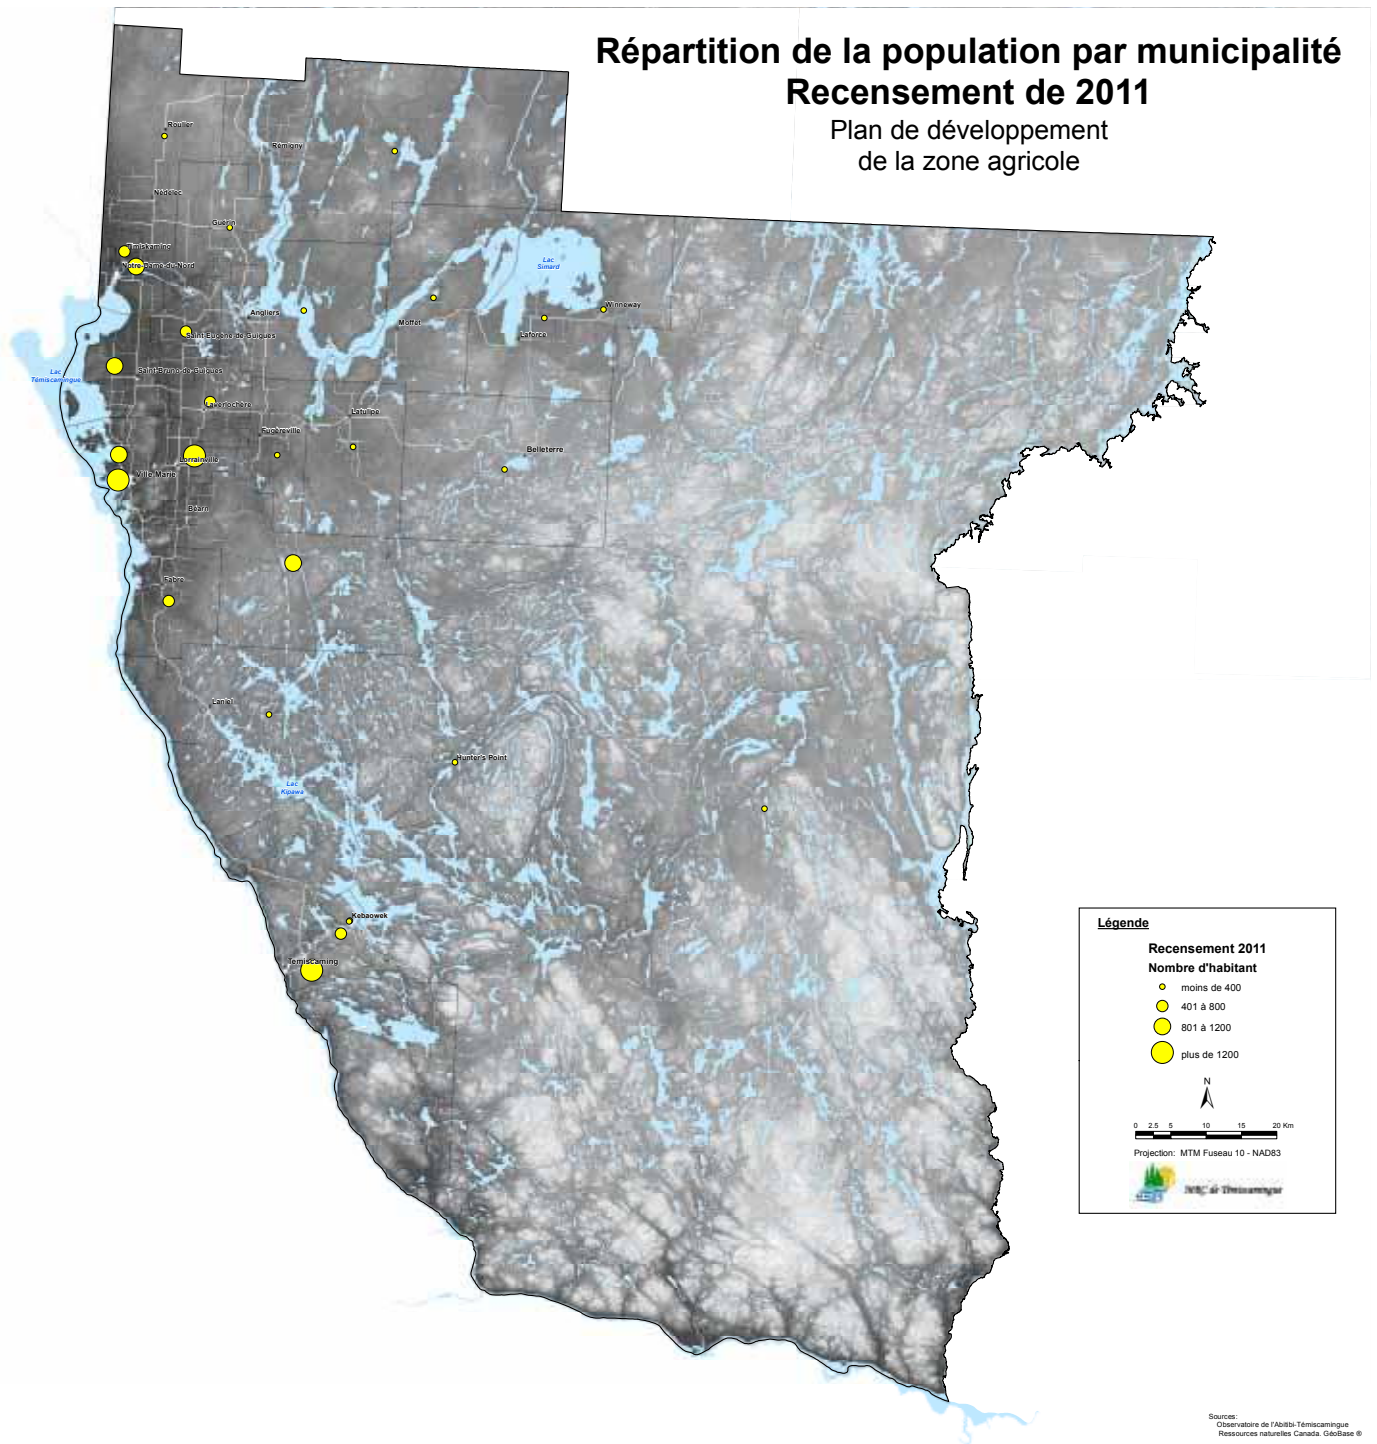 Répartition de la population par municipalité
Recensement de 2011
Plan de développement
de la zone agricole
Roulier
Rémigny
Nédélec
Guérin
Timiskaming
Notre-Dame-du-Nord
Lac
Simard
Winneway
Angliers
Moffet
Laforce
Saint-Eugène-de-Guigues
Saint-Bruno-de-Guigues
Lac
Témiscamingue
Laverlochère
Latulipe
Fugèreville
Belleterre
Lorrainville
Ville-Marie
Béarn
Fabre
Laniel
Hunter's Point
Lac
Kipawa
Kebaowek
Témiscaming
Légende
Recensement 2011
Nombre d'habitant
moins de 400
401 à 800
801 à 1200
plus de 1200
N
0 2.5 5 10 15 20 Km
Projection: MTM Fuseau 10 - NAD83
MRC de Témiscamingue
Sources:
Observatoire de l'Abitibi-Témiscamingue
Ressources naturelles Canada. GéoBase ®